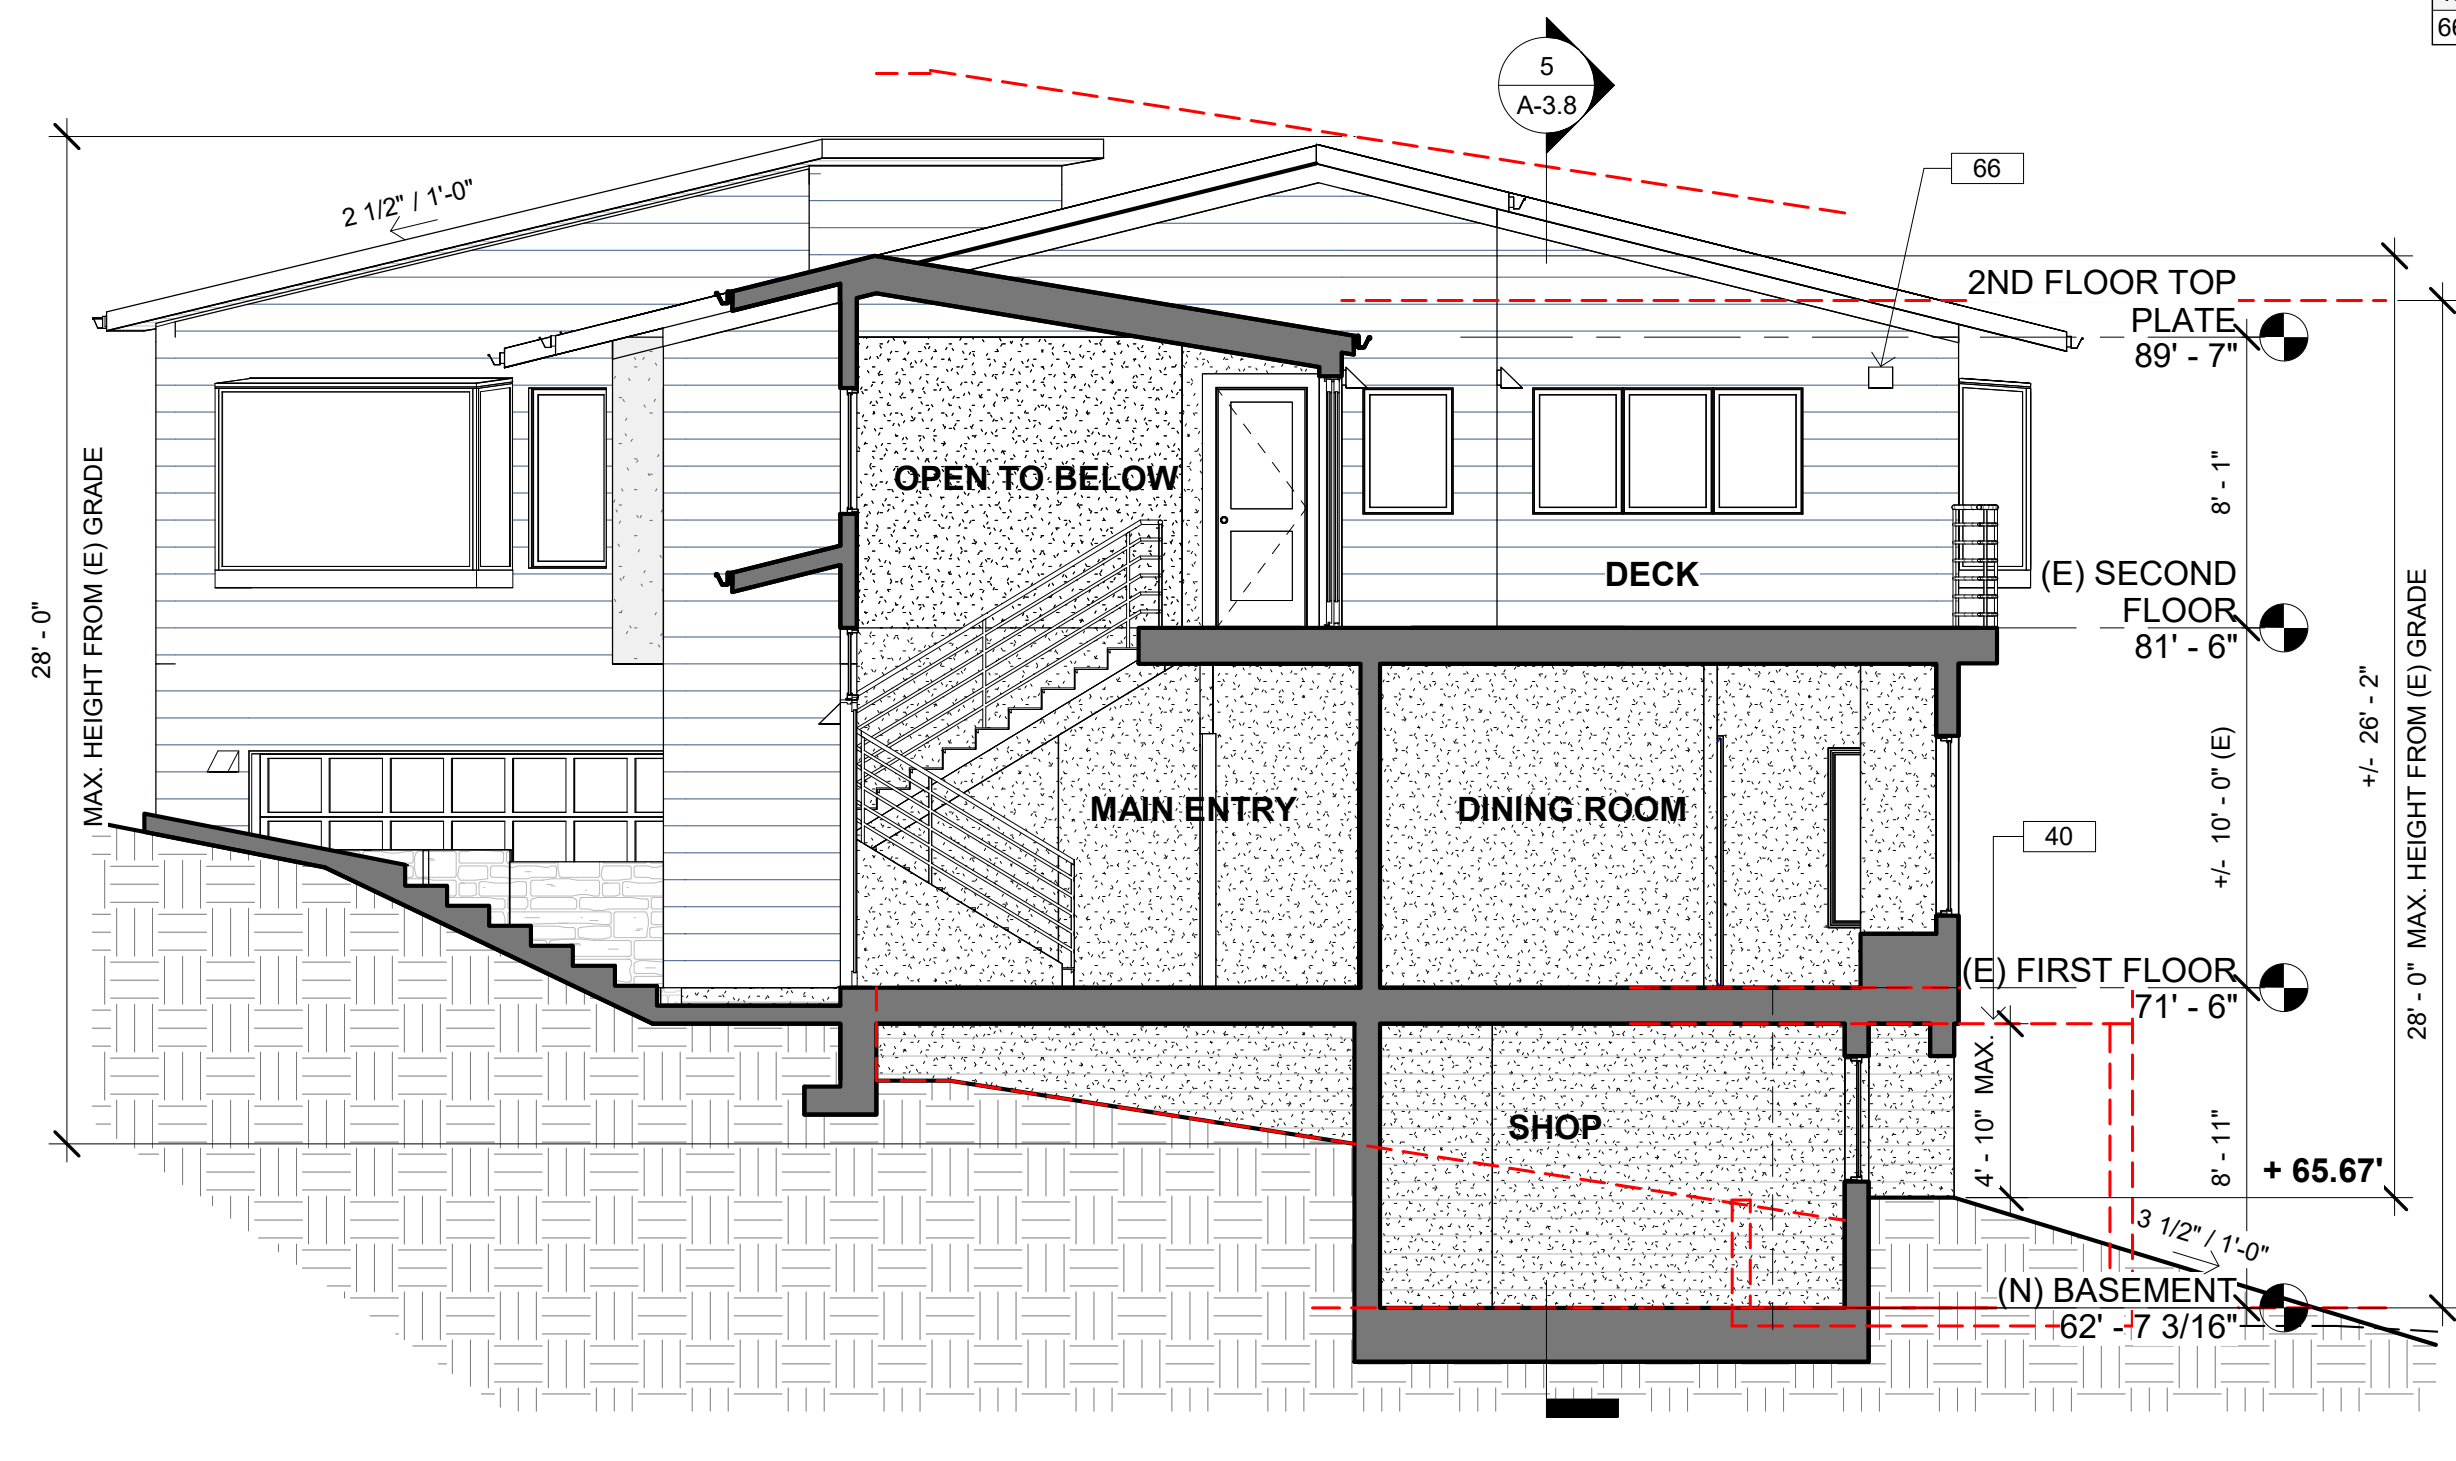 66
5
A-3.8
66
2 1/2" / 1'-0"
2ND FLOOR TOP
PLATE
89' - 7"
MAX. HEIGHT FROM (E) GRADE
28' - 0"
OPEN TO BELOW
8' - 1"
DECK
(E) SECOND
FLOOR
81' - 6"
+/- 26' - 2"
28' - 0" MAX. HEIGHT FROM (E) GRADE
+/- 10' - 0" (E)
MAIN ENTRY
DINING ROOM
40
(E) FIRST FLOOR
71' - 6"
4' - 10" MAX.
8' - 11"
SHOP
+ 65.67'
3 1/2" / 1'-0"
(N) BASEMENT
62' - 7 3/16"